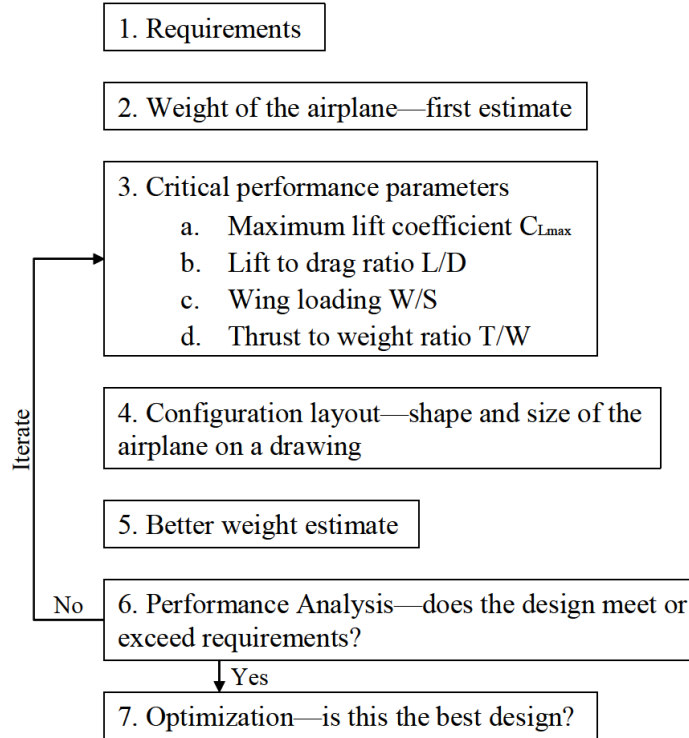 1. Requirements
2. Weight of the airplane—first estimate
3. Critical performance parameters
a. Maximum lift coefficient CLmax
b. Lift to drag ratio L/D
c. Wing loading W/S
d. Thrust to weight ratio T/W
4. Configuration layout—shape and size of the
airplane on a drawing
Iterate
5. Better weight estimate
No
6. Performance Analysis—does the design meet or
exceed requirements?
Yes
7. Optimization—is this the best design?